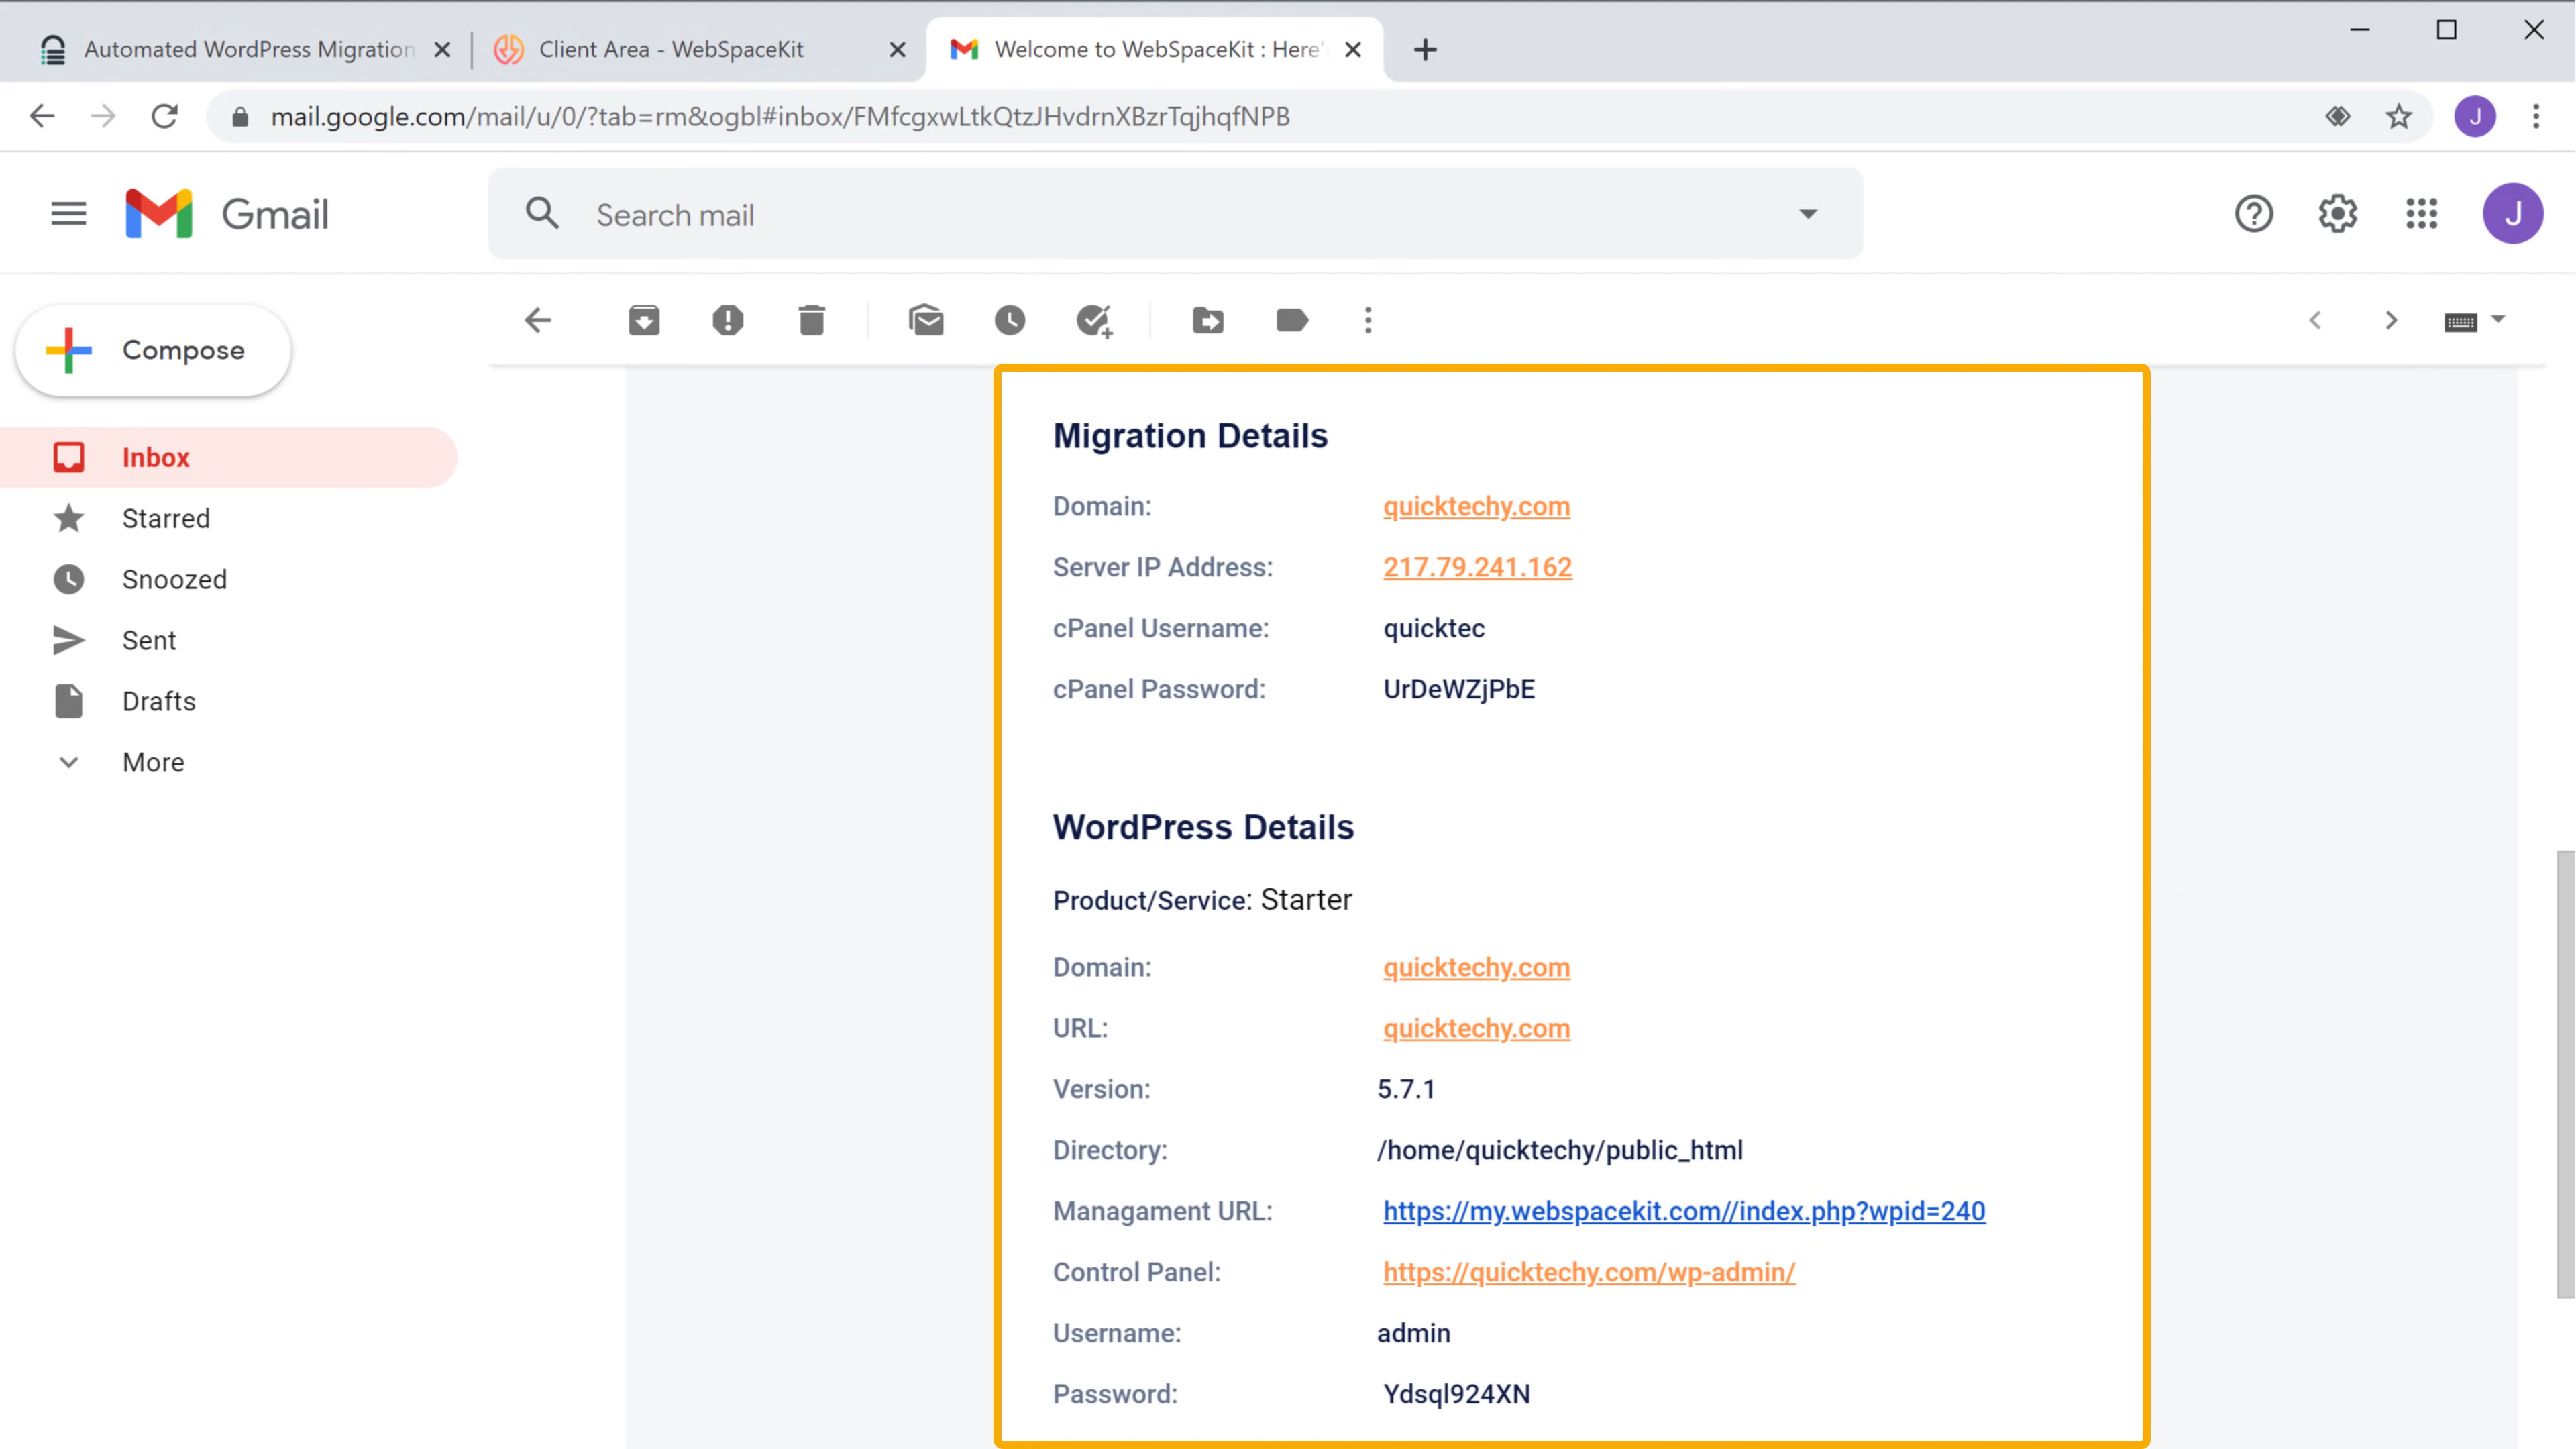 Automated WordPress Migration
Client Area - WebSpaceKit
Welcome to WebSpaceKit : Here'
mail.google.com/mail/u/0/?tab=rm&ogbl#inbox/FMfcgxwLtkQtzJHvdrnXBzrTqjhqfNPB
J
Gmail
Search mail
J
Compose
Inbox
Starred
Snoozed
Sent
Drafts
More
Migration Details
Domain: quicktechy.com
Server IP Address: 217.79.241.162
cPanel Username: quicktec
cPanel Password: UrDeWZjPbE
WordPress Details
Product/Service: Starter
Domain: quicktechy.com
URL: quicktechy.com
Version: 5.7.1
Directory: /home/quicktechy/public_html
Managament URL: https://my.webspacekit.com//index.php?wpid=240
Control Panel: https://quicktechy.com/wp-admin/
Username: admin
Password: Ydsql924XN